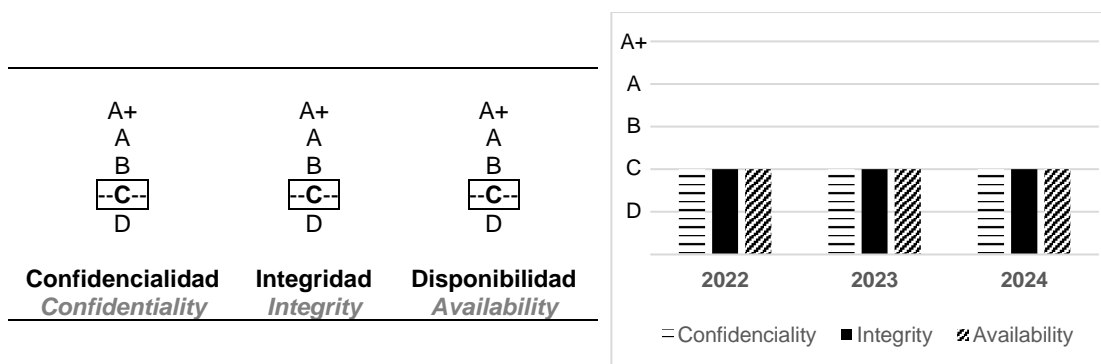 A+ A+ A+
A A A
B B B
--C-- --C-- --C--
D D D
Confidencialidad Integridad Disponibilidad
Confidentiality Integrity Availability
A+
A
B
C
D
2022 2023 2024
Confidenciality Integrity Availability